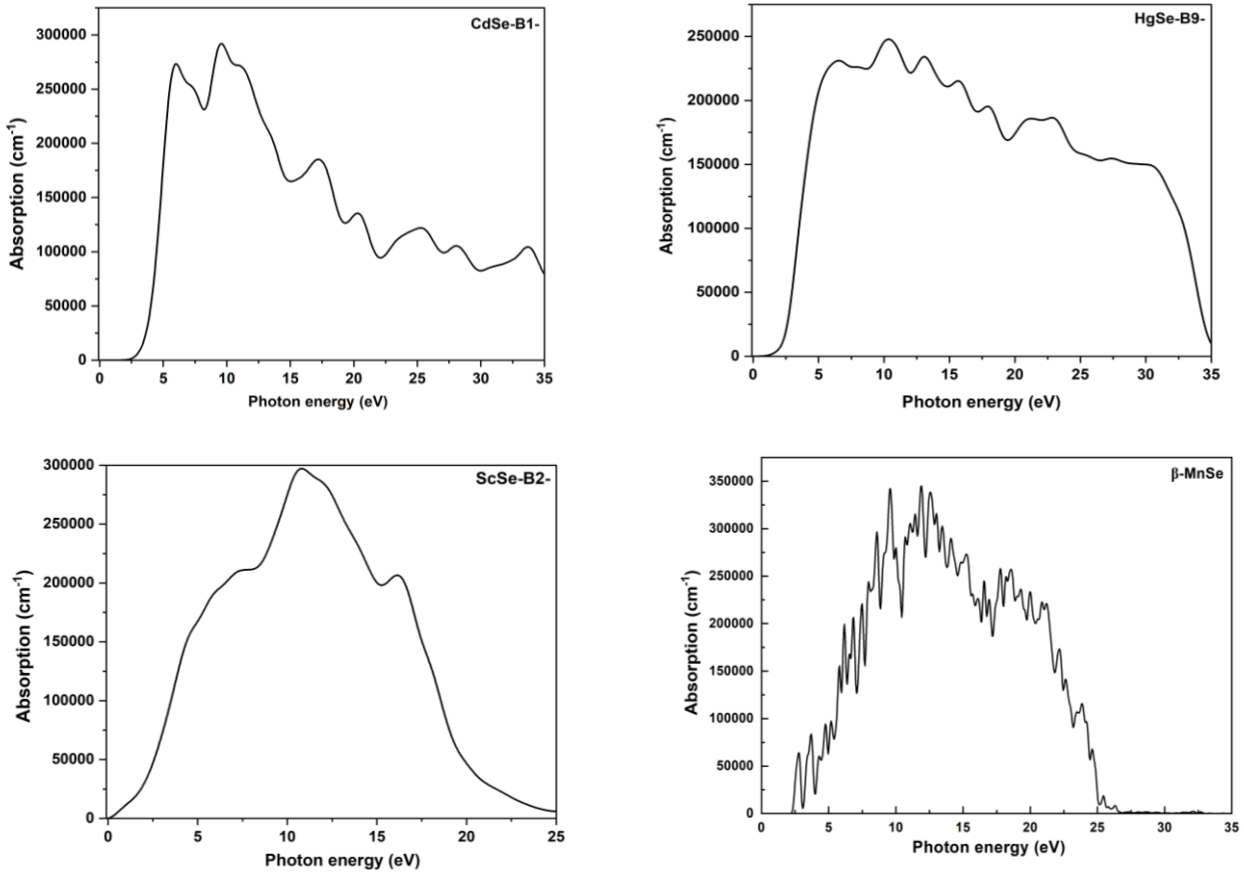 CdSe-B1-
300000
250000
200000
150000
100000
50000
0
0 5 10 15 20 25 30 35
Absorption (cm⁻¹)
Photon energy (eV)
HgSe-B9-
250000
200000
150000
100000
50000
0
0 5 10 15 20 25 30 35
Absorption (cm⁻¹)
Photon energy (eV)
ScSe-B2-
300000
250000
200000
150000
100000
50000
0
0 5 10 15 20 25
Absorption (cm⁻¹)
Photon energy (eV)
β-MnSe
350000
300000
250000
200000
150000
100000
50000
0
0 5 10 15 20 25 30 35
Absorption (cm⁻¹)
Photon energy (eV)